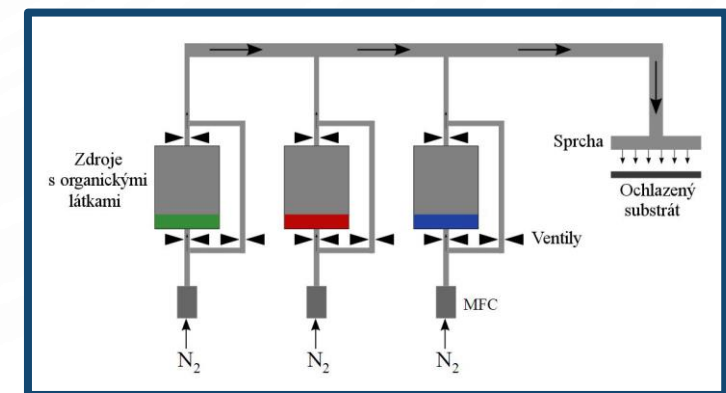 Zdroje
s organickými
látkami
Sprcha
Ochlazený
substrát
Ventily
MFC
N₂
N₂
N₂